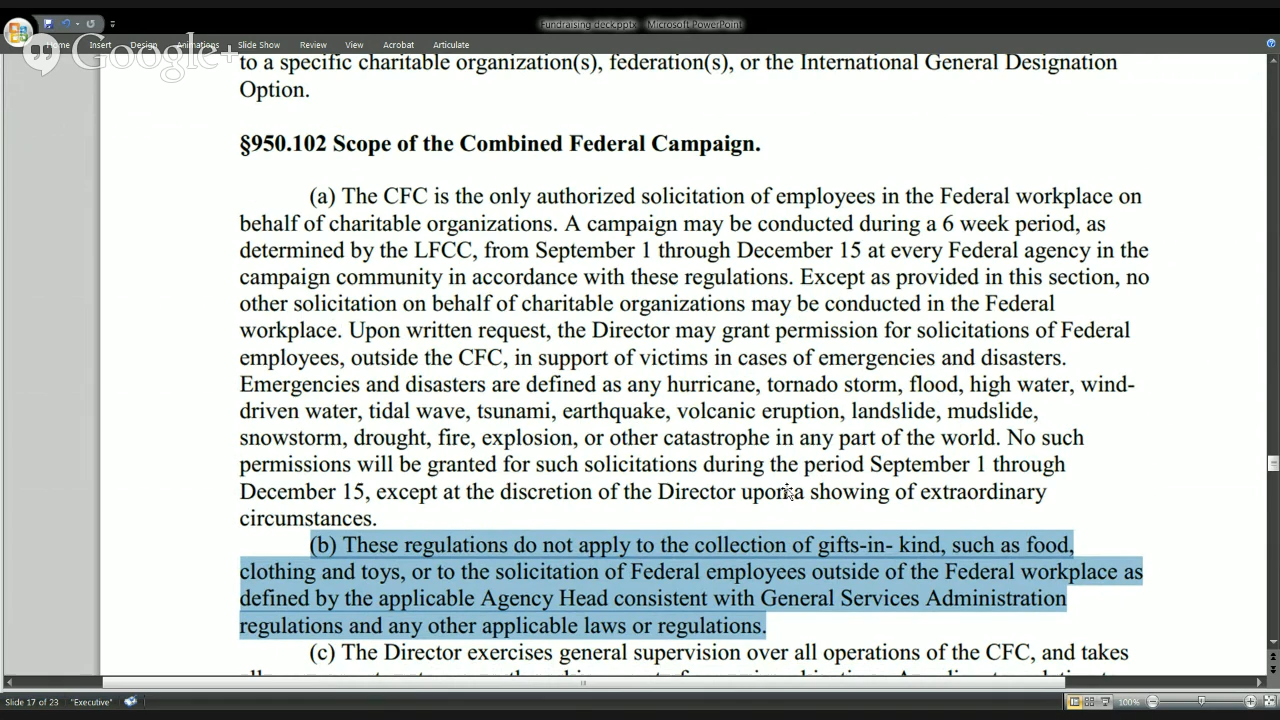 Fundraising deck.pptx - Microsoft PowerPoint
Home Insert Design Animations Slide Show Review View Acrobat Articulate
Google+
to a specific charitable organization(s), federation(s), or the International General Designation
Option.
§950.102 Scope of the Combined Federal Campaign.
(a) The CFC is the only authorized solicitation of employees in the Federal workplace on
behalf of charitable organizations. A campaign may be conducted during a 6 week period, as
determined by the LFCC, from September 1 through December 15 at every Federal agency in the
campaign community in accordance with these regulations. Except as provided in this section, no
other solicitation on behalf of charitable organizations may be conducted in the Federal
workplace. Upon written request, the Director may grant permission for solicitations of Federal
employees, outside the CFC, in support of victims in cases of emergencies and disasters.
Emergencies and disasters are defined as any hurricane, tornado storm, flood, high water, wind-
driven water, tidal wave, tsunami, earthquake, volcanic eruption, landslide, mudslide,
snowstorm, drought, fire, explosion, or other catastrophe in any part of the world. No such
permissions will be granted for such solicitations during the period September 1 through
December 15, except at the discretion of the Director upon a showing of extraordinary
circumstances.
(b) These regulations do not apply to the collection of gifts-in- kind, such as food,
clothing and toys, or to the solicitation of Federal employees outside of the Federal workplace as
defined by the applicable Agency Head consistent with General Services Administration
regulations and any other applicable laws or regulations.
(c) The Director exercises general supervision over all operations of the CFC, and takes
Slide 17 of 23 "Executive" 100%